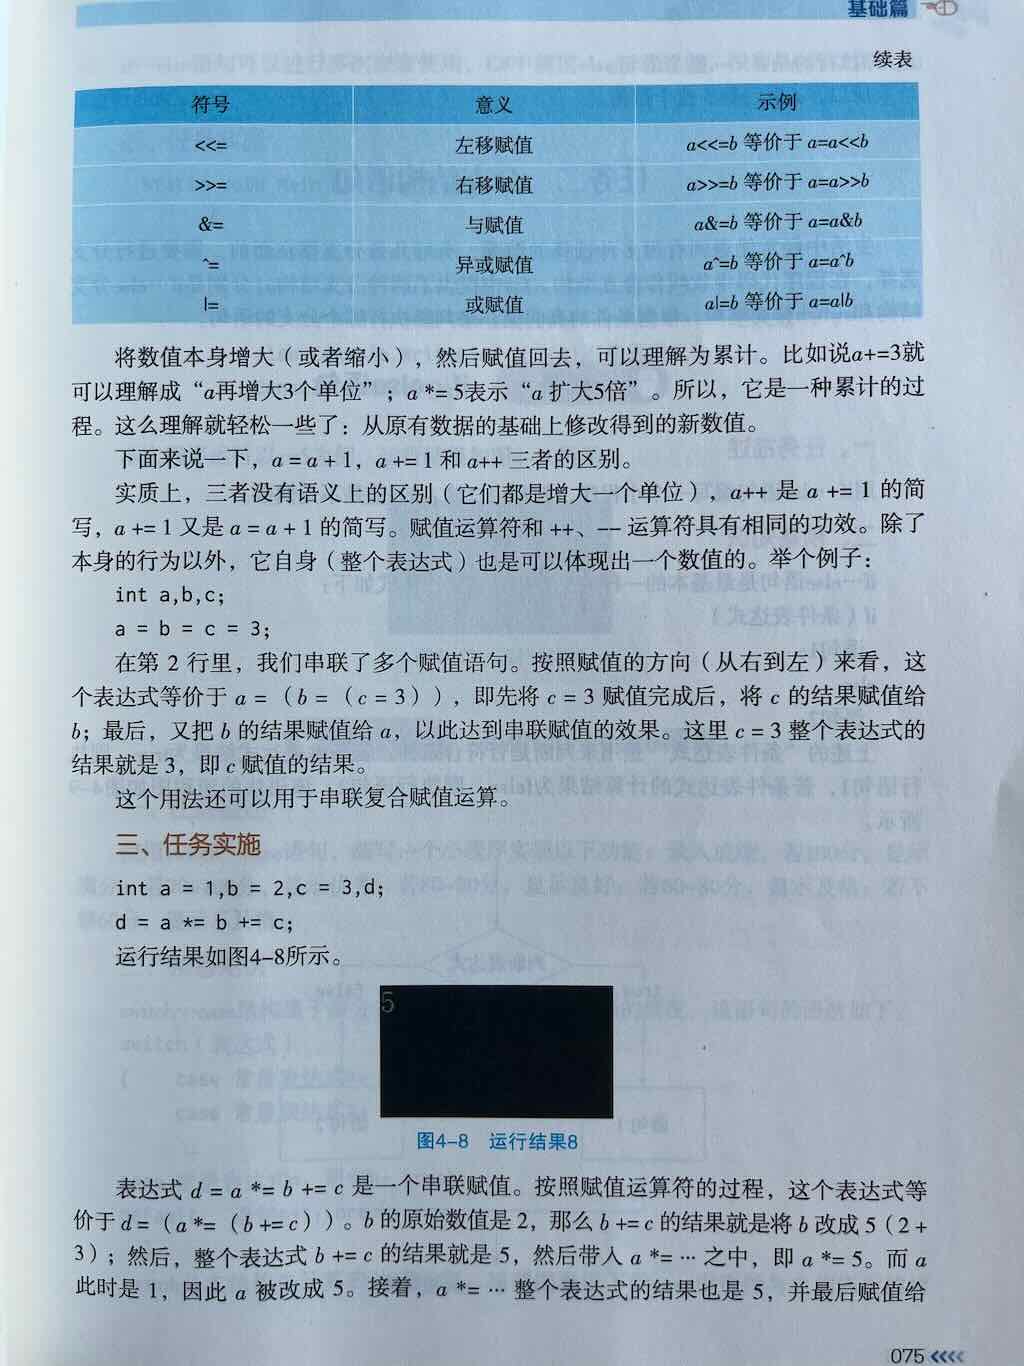 基础篇
续表
符号 意义 示例
<<= 左移赋值 a<<=b 等价于 a=a<<b
>>= 右移赋值 a>>=b 等价于 a=a>>b
&= 与赋值 a&=b 等价于 a=a&b
^= 异或赋值 a^=b 等价于 a=a^b
|= 或赋值 a|=b 等价于 a=a|b
将数值本身增大（或者缩小），然后赋值回去，可以理解为累计。比如说a+=3就
可以理解成“a再增大3个单位”；a *= 5表示“a 扩大5倍”。所以，它是一种累计的过
程。这么理解就轻松一些了：从原有数据的基础上修改得到的新数值。
下面来说一下，a = a + 1，a += 1 和 a++ 三者的区别。
实质上，三者没有语义上的区别（它们都是增大一个单位），a++ 是 a += 1 的简
写，a += 1 又是 a = a + 1 的简写。赋值运算符和 ++、-- 运算符具有相同的功效。除了
本身的行为以外，它自身（整个表达式）也是可以体现出一个数值的。举个例子：
int a,b,c;
a = b = c = 3;
在第 2 行里，我们串联了多个赋值语句。按照赋值的方向（从右到左）来看，这
个表达式等价于 a = （b = （c = 3）），即先将 c = 3 赋值完成后，将 c 的结果赋值给
b；最后，又把 b 的结果赋值给 a，以此达到串联赋值的效果。这里 c = 3 整个表达式的
结果就是 3，即 c 赋值的结果。
这个用法还可以用于串联复合赋值运算。
三、任务实施
int a = 1,b = 2,c = 3,d;
d = a *= b += c;
运行结果如图4-8所示。
5
图4-8 运行结果8
表达式 d = a *= b += c 是一个串联赋值。按照赋值运算符的过程，这个表达式等
价于 d =（a *=（b += c））。b 的原始数值是 2，那么 b += c 的结果就是将 b 改成 5（2 +
3）；然后，整个表达式 b += c 的结果就是 5，然后带入 a *= … 之中，即 a *= 5。而 a
此时是 1，因此 a 被改成 5。接着，a *= … 整个表达式的结果也是 5，并最后赋值给
075